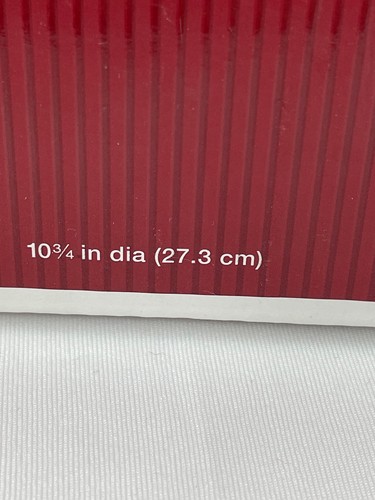 10¾ in dia (27.3 cm)